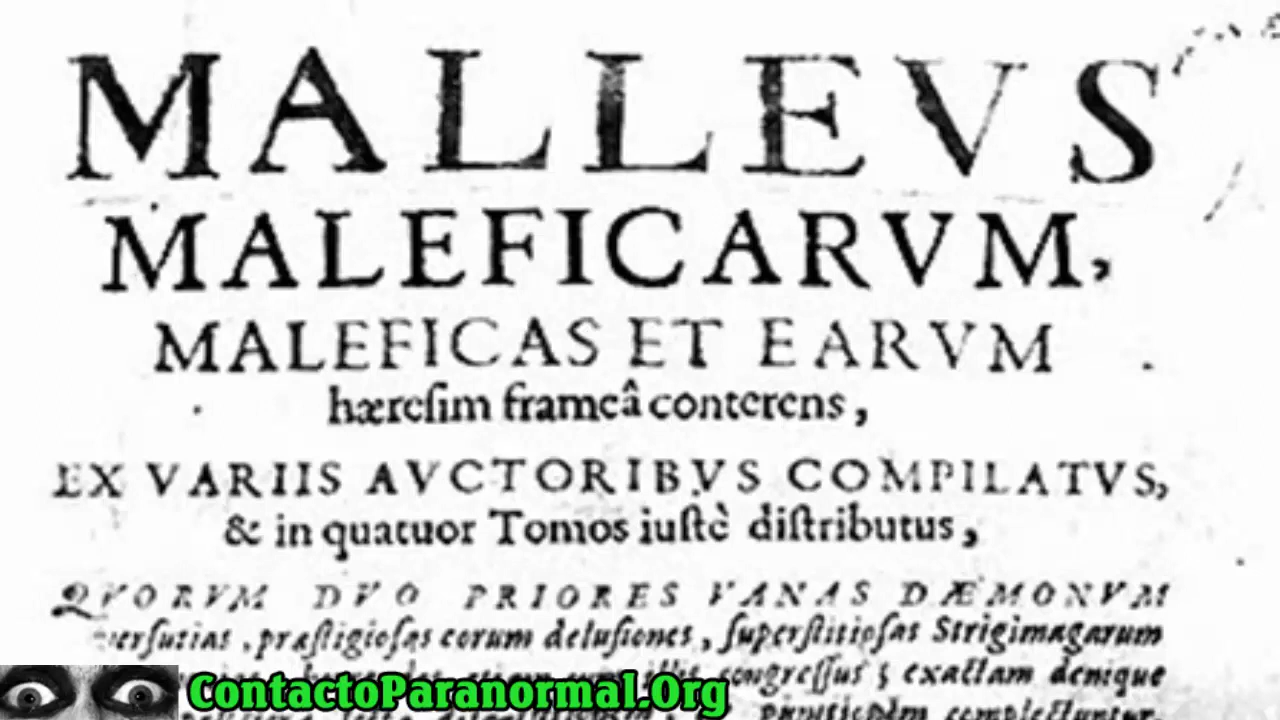 MALLEVS
MALEFICARVM,
MALEFICAS ET EARVM
hæreſim frameâ conterens,
EX VARIIS AVCTORIBVS COMPILATVS,
& in quatuor Tomos iuſtè diſtributus,
QVORVM DVO PRIORES VANAS DÆMONVM
verſutias, præſtigioſas eorum deluſiones, ſuperſtitioſas Strigimagarum
congreſſus; exactam denique
complectuntur
ContactoParanormal.Org